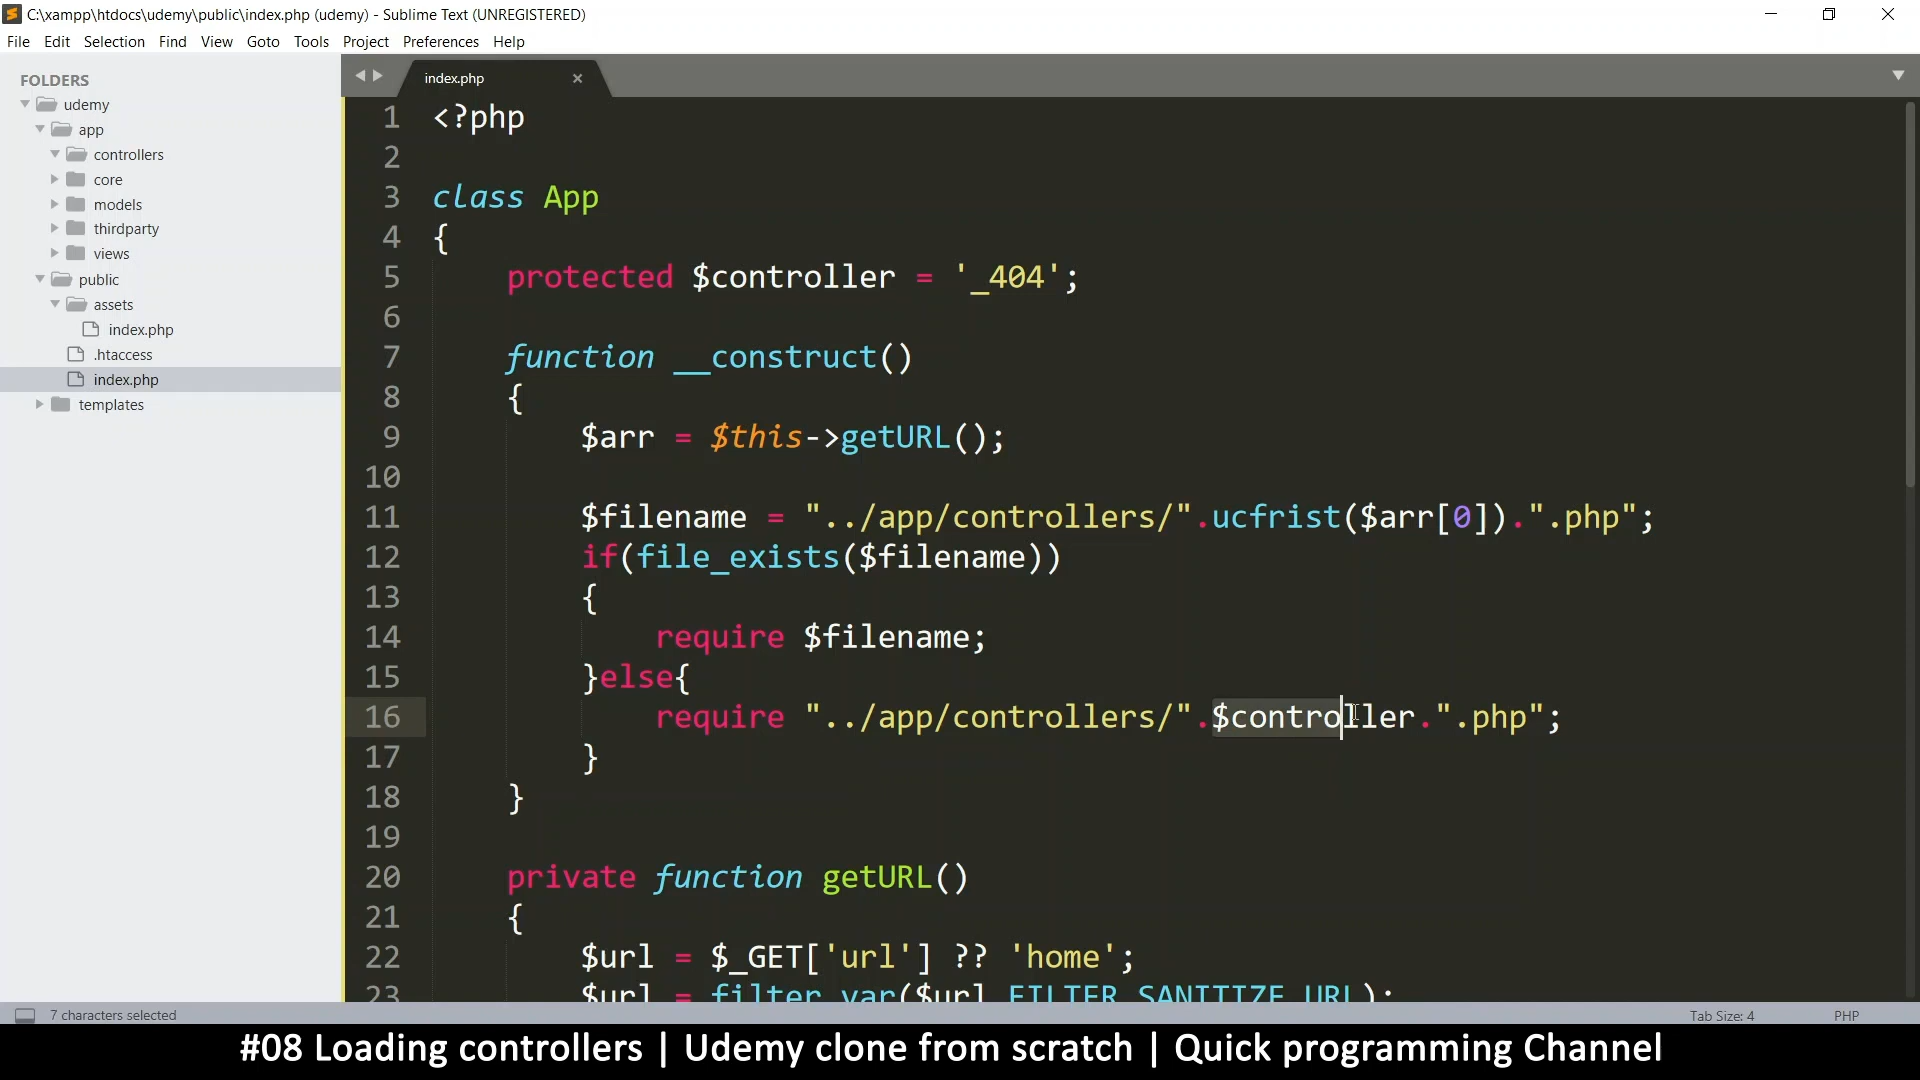 C:\xampp\htdocs\udemy\public\index.php (udemy) - Sublime Text (UNREGISTERED)
File Edit Selection Find View Goto Tools Project Preferences Help
FOLDERS
udemy
app
controllers
core
models
thirdparty
views
public
assets
index.php
.htaccess
index.php
templates
index.php
1 <?php
2
3 class App
4 {
5 protected $controller = '_404';
6
7 function __construct()
8 {
9 $arr = $this->getURL();
10
11 $filename = "../app/controllers/".ucfrist($arr[0]).".php";
12 if(file_exists($filename))
13 {
14 require $filename;
15 }else{
16 require "../app/controllers/".$controller.".php";
17 }
18 }
19
20 private function getURL()
21 {
22 $url = $_GET['url'] ?? 'home';
23 $url = filter_var($url,FILTER_SANITIZE_URL);
7 characters selected
Tab Size: 4
PHP
#08 Loading controllers | Udemy clone from scratch | Quick programming Channel